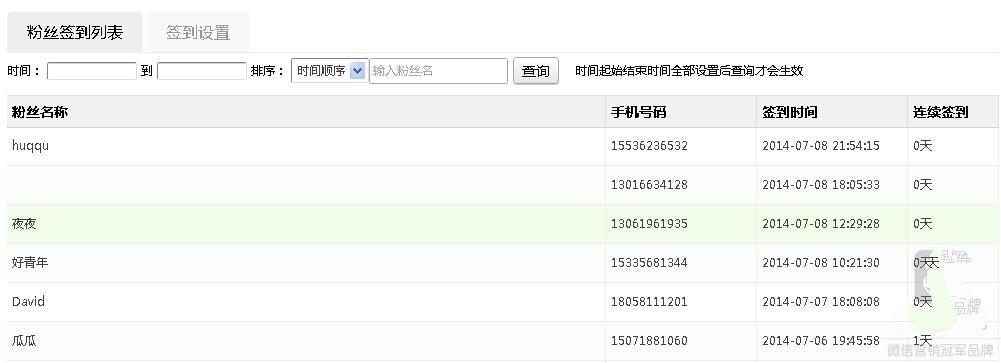 粉丝签到列表 签到设置
时间： 到 排序： 时间顺序 输入粉丝名 查询 时间起始结束时间全部设置后查询才会生效
粉丝名称 手机号码 签到时间 连续签到
huqqu 15536236532 2014-07-08 21:54:15 0天
13016634128 2014-07-08 18:05:33 0天
夜夜 13061961935 2014-07-08 12:29:28 0天
好青年 15335681344 2014-07-08 10:21:30 0天
David 18058111201 2014-07-07 18:08:08 0天
品牌
瓜瓜 15071881060 2014-07-06 19:45:58 1天
微信营销冠军品牌